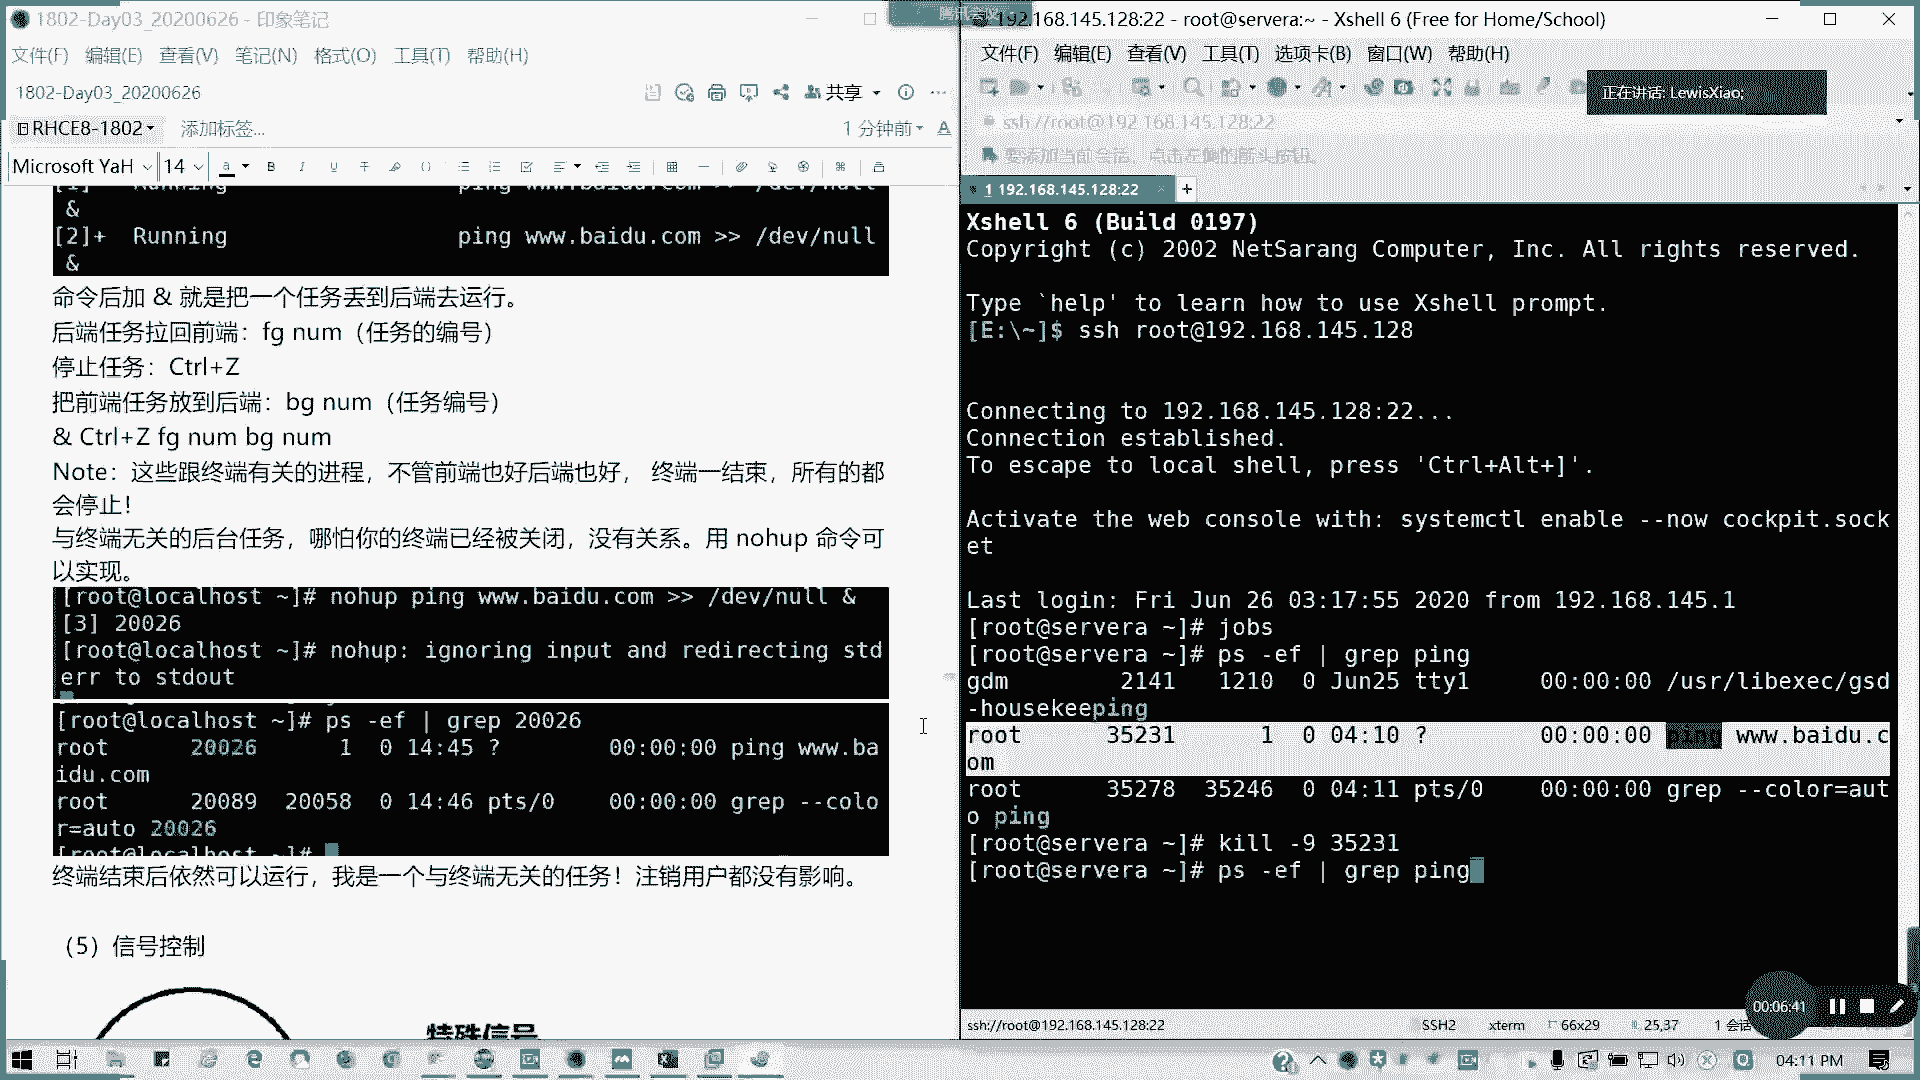 1802-Day03_20200626 - 印象笔记
文件(F) 编辑(E) 查看(V) 笔记(N) 格式(O) 工具(T) 帮助(H)
1802-Day03_20200626
共享
RHCE8-1802
添加标签...
1 分钟前
Microsoft YaH 14
[1] Running ping www.baidu.com >> /dev/null
&
[2]+ Running ping www.baidu.com >> /dev/null
&
命令后加 & 就是把一个任务丢到后端去运行。
后端任务拉回前端：fg num（任务的编号）
停止任务：Ctrl+Z
把前端任务放到后端：bg num（任务编号）
& Ctrl+Z fg num bg num
Note：这些跟终端有关的进程，不管前端也好后端也好， 终端一结束，所有的都
会停止！
与终端无关的后台任务，哪怕你的终端已经被关闭，没有关系。用 nohup 命令可
以实现。
[root@localhost ~]# nohup ping www.baidu.com >> /dev/null &
[3] 20026
[root@localhost ~]# nohup: ignoring input and redirecting std
err to stdout
[root@localhost ~]# ps -ef | grep 20026
root 20026 1 0 14:45 ? 00:00:00 ping www.ba
idu.com
root 20089 20058 0 14:46 pts/0 00:00:00 grep --colo
r=auto 20026
[root@localhost ~]#
终端结束后依然可以运行，我是一个与终端无关的任务！注销用户都没有影响。
（5）信号控制
特殊信号
腾讯会议
192.168.145.128:22 - root@servera:~ - Xshell 6 (Free for Home/School)
文件(F) 编辑(E) 查看(V) 工具(T) 选项卡(B) 窗口(W) 帮助(H)
正在讲话: LewisXiao;
ssh://root@192.168.145.128:22
要添加当前会话，点击左侧的箭头按钮。
1 192.168.145.128:22
Xshell 6 (Build 0197)
Copyright (c) 2002 NetSarang Computer, Inc. All rights reserved.
Type `help' to learn how to use Xshell prompt.
[E:\~]$ ssh root@192.168.145.128
Connecting to 192.168.145.128:22...
Connection established.
To escape to local shell, press 'Ctrl+Alt+]'.
Activate the web console with: systemctl enable --now cockpit.sock
et
Last login: Fri Jun 26 03:17:55 2020 from 192.168.145.1
[root@servera ~]# jobs
[root@servera ~]# ps -ef | grep ping
gdm 2141 1210 0 Jun25 tty1 00:00:00 /usr/libexec/gsd
-housekeeping
root 35231 1 0 04:10 ? 00:00:00 ping www.baidu.c
om
root 35278 35246 0 04:11 pts/0 00:00:00 grep --color=aut
o ping
[root@servera ~]# kill -9 35231
[root@servera ~]# ps -ef | grep ping
00:06:41
ssh://root@192.168.145.128:22 SSH2 xterm 66x29 25,37 1 会话
04:11 PM